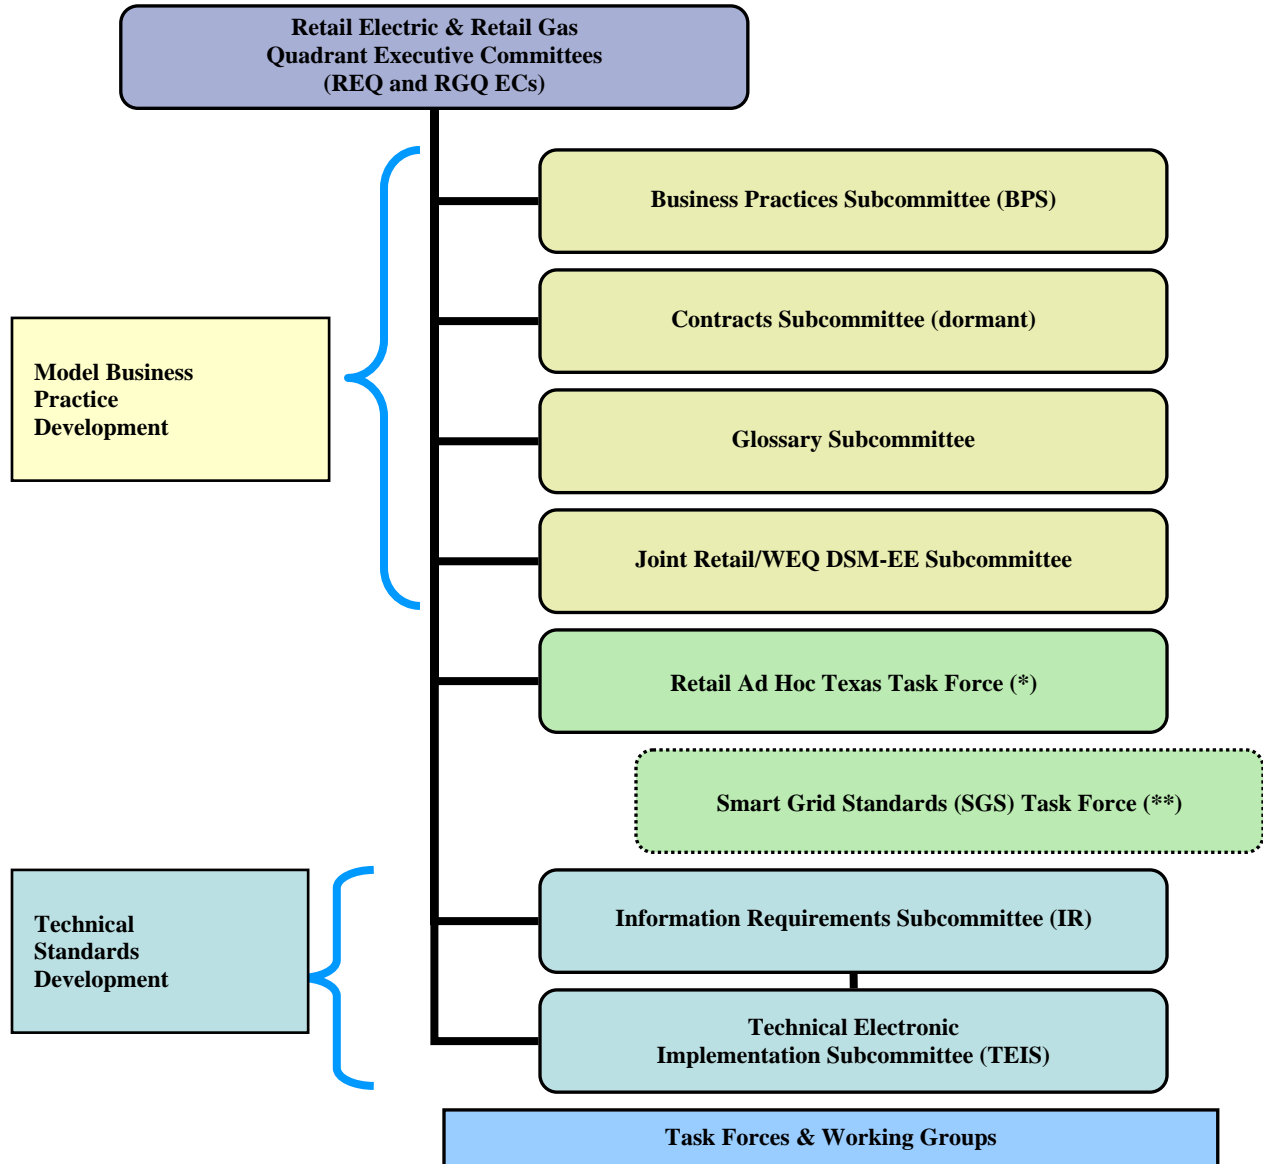 Retail Electric & Retail Gas
Quadrant Executive Committees
(REQ and RGQ ECs)
Business Practices Subcommittee (BPS)
Contracts Subcommittee (dormant)
Model Business
Practice
Development
Glossary Subcommittee
Joint Retail/WEQ DSM-EE Subcommittee
Retail Ad Hoc Texas Task Force (*)
Smart Grid Standards (SGS) Task Force (**)
Technical
Standards
Development
Information Requirements Subcommittee (IR)
Technical Electronic
Implementation Subcommittee (TEIS)
Task Forces & Working Groups